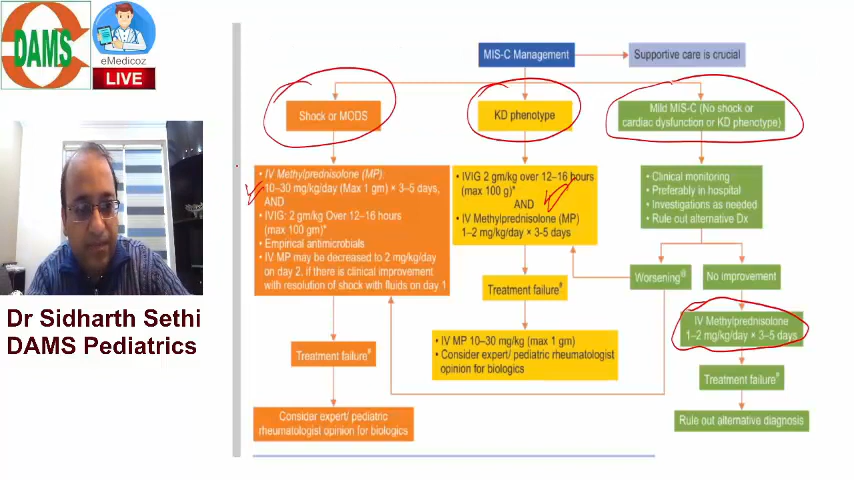 DAMS
eMedicoz
LIVE
MIS-C Management
Supportive care is crucial
Shock or MODS
KD phenotype
Mild MIS-C (No shock or
cardiac dysfunction or KD phenotype)
• IV Methylprednisolone (MP):
10–30 mg/kg/day (Max 1 gm) × 3–5 days,
AND
• IVIG: 2 gm/kg Over 12–16 hours
(max 100 gm)*
• Empirical antimicrobials
• IV MP may be decreased to 2 mg/kg/day
on day 2, if there is clinical improvement
with resolution of shock with fluids on day 1
• IVIG 2 gm/kg over 12–16 hours
(max 100 g)*
AND
• IV Methylprednisolone (MP)
1–2 mg/kg/day × 3-5 days
• Clinical monitoring
• Preferably in hospital
• Investigations as needed
• Rule out alternative Dx
Worsening@
No improvement
Treatment failure#
IV Methylprednisolone
1–2 mg/kg/day × 3–5 days
Treatment failure#
• IV MP 10–30 mg/kg (max 1 gm)
• Consider expert/ pediatric rheumatologist
opinion for biologics
Treatment failure#
Consider expert/ pediatric
rheumatologist opinion for biologics
Rule out alternative diagnosis
Dr Sidharth Sethi
DAMS Pediatrics